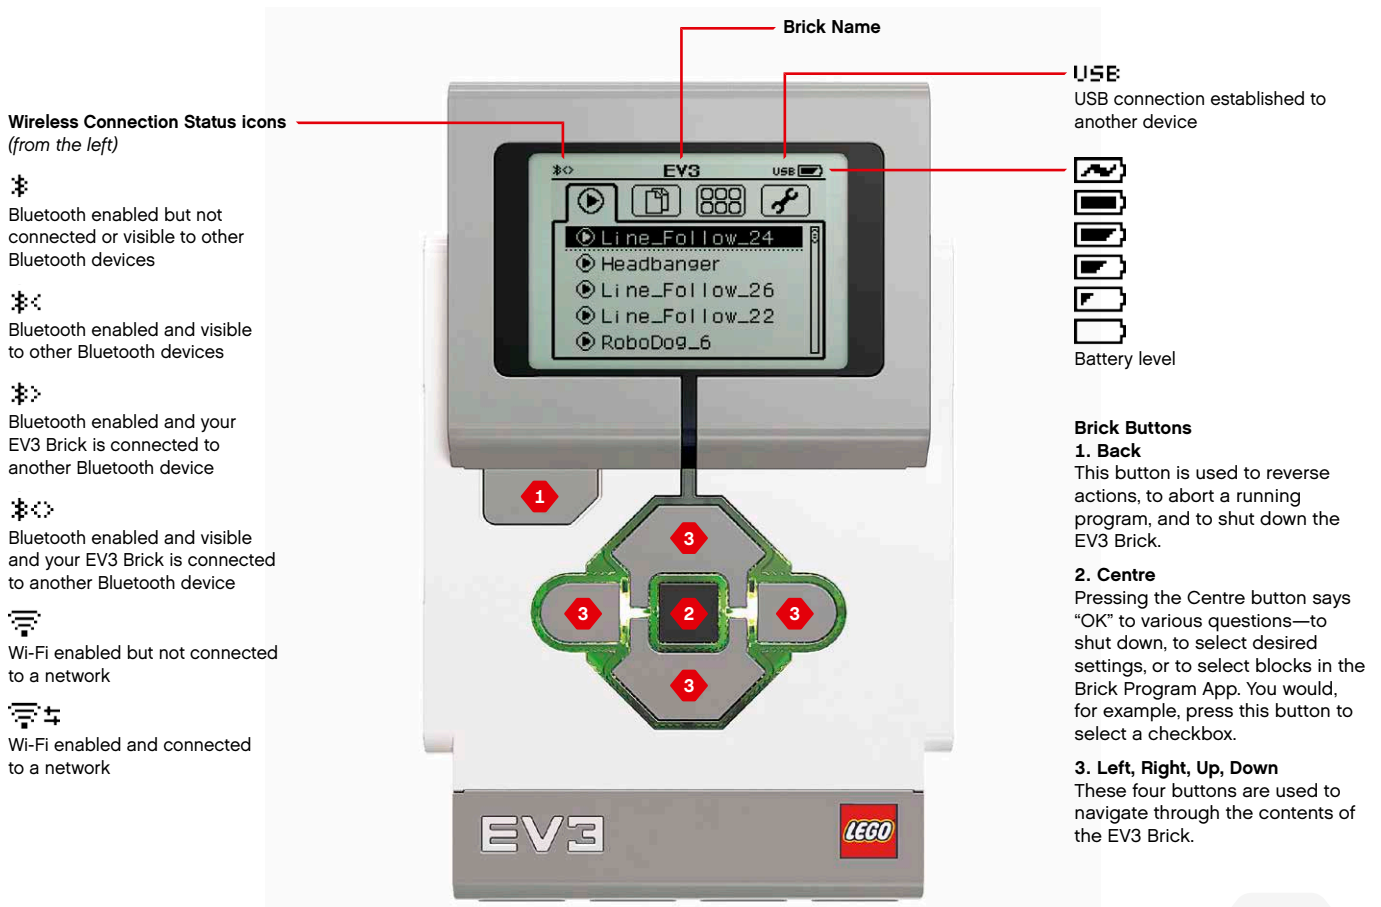 Brick Name
Wireless Connection Status icons
(from the left)
Bluetooth enabled but not
connected or visible to other
Bluetooth devices
Bluetooth enabled and visible
to other Bluetooth devices
Bluetooth enabled and your
EV3 Brick is connected to
another Bluetooth device
Bluetooth enabled and visible
and your EV3 Brick is connected
to another Bluetooth device
Wi-Fi enabled but not connected
to a network
Wi-Fi enabled and connected
to a network
EV3 USB
Line_Follow_24
Headbanger
Line_Follow_26
Line_Follow_22
RoboDog_6
1
3
3 2 3
3
EV3 LEGO
USB
USB connection established to
another device
Battery level
Brick Buttons
1. Back
This button is used to reverse
actions, to abort a running
program, and to shut down the
EV3 Brick.
2. Centre
Pressing the Centre button says
“OK” to various questions—to
shut down, to select desired
settings, or to select blocks in the
Brick Program App. You would,
for example, press this button to
select a checkbox.
3. Left, Right, Up, Down
These four buttons are used to
navigate through the contents of
the EV3 Brick.